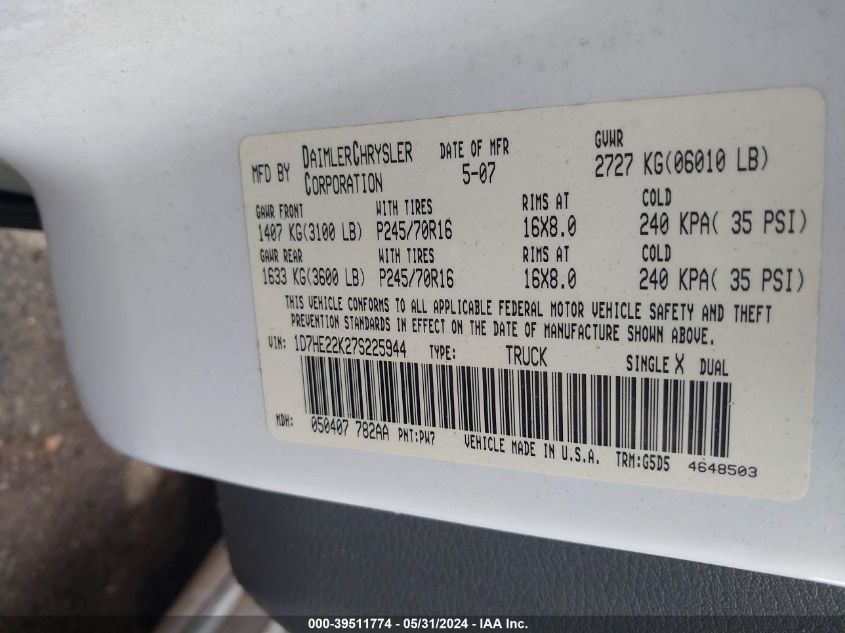 MFD BY DAIMLERCHRYSLER CORPORATION DATE OF MFR 5-07 GVWR 2727 KG(06010 LB)
GAWR FRONT WITH TIRES RIMS AT COLD
1407 KG(3100 LB) P245/70R16 16X8.0 240 KPA( 35 PSI)
GAWR REAR WITH TIRES RIMS AT COLD
1633 KG(3600 LB) P245/70R16 16X8.0 240 KPA( 35 PSI)
THIS VEHICLE CONFORMS TO ALL APPLICABLE FEDERAL MOTOR VEHICLE SAFETY AND THEFT
PREVENTION STANDARDS IN EFFECT ON THE DATE OF MANUFACTURE SHOWN ABOVE.
VIN: 1D7HE22K27S225944 TYPE: TRUCK SINGLE X DUAL
MDH: 050407 782AA PNT:PW7 VEHICLE MADE IN U.S.A. TRM:G5D5 4648503
000-39511774 - 05/31/2024 - IAA Inc.